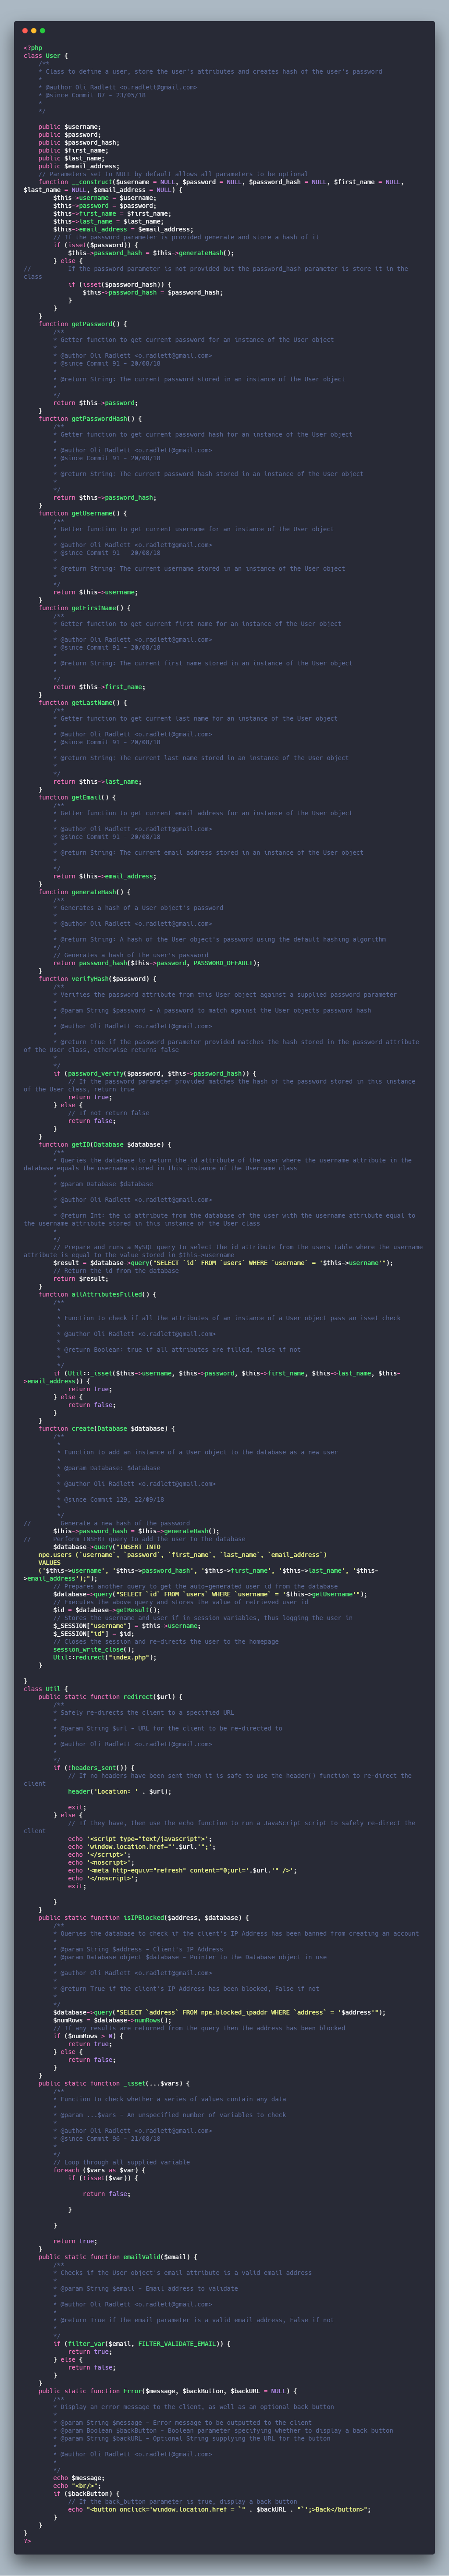 <?php
class User {
    /**
    * Class to define a user, store the user's attributes and creates hash of the user's password
    *
    * @author Oli Radlett <o.radlett@gmail.com>
    * @since Commit 87 - 23/05/18
    *
    */

    public $username;
    public $password;
    public $password_hash;
    public $first_name;
    public $last_name;
    public $email_address;
    // Parameters set to NULL by default allows all parameters to be optional
    function __construct($username = NULL, $password = NULL, $password_hash = NULL, $first_name = NULL,
$last_name = NULL, $email_address = NULL) {
        $this->username = $username;
        $this->password = $password;
        $this->first_name = $first_name;
        $this->last_name = $last_name;
        $this->email_address = $email_address;
        // If the password parameter is provided generate and store a hash of it
        if (isset($password)) {
            $this->password_hash = $this->generateHash();
        } else {
//          If the password parameter is not provided but the password_hash parameter is store it in the
class
            if (isset($password_hash)) {
                $this->password_hash = $password_hash;
            }
        }
    }
    function getPassword() {
        /**
        * Getter function to get current password for an instance of the User object
        *
        * @author Oli Radlett <o.radlett@gmail.com>
        * @since Commit 91 - 20/08/18
        *
        * @return String: The current password stored in an instance of the User object
        *
        */
        return $this->password;
    }
    function getPasswordHash() {
        /**
        * Getter function to get current password hash for an instance of the User object
        *
        * @author Oli Radlett <o.radlett@gmail.com>
        * @since Commit 91 - 20/08/18
        *
        * @return String: The current password hash stored in an instance of the User object
        *
        */
        return $this->password_hash;
    }
    function getUsername() {
        /**
        * Getter function to get current username for an instance of the User object
        *
        * @author Oli Radlett <o.radlett@gmail.com>
        * @since Commit 91 - 20/08/18
        *
        * @return String: The current username stored in an instance of the User object
        *
        */
        return $this->username;
    }
    function getFirstName() {
        /**
        * Getter function to get current first name for an instance of the User object
        *
        * @author Oli Radlett <o.radlett@gmail.com>
        * @since Commit 91 - 20/08/18
        *
        * @return String: The current first name stored in an instance of the User object
        *
        */
        return $this->first_name;
    }
    function getLastName() {
        /**
        * Getter function to get current last name for an instance of the User object
        *
        * @author Oli Radlett <o.radlett@gmail.com>
        * @since Commit 91 - 20/08/18
        *
        * @return String: The current last name stored in an instance of the User object
        *
        */
        return $this->last_name;
    }
    function getEmail() {
        /**
        * Getter function to get current email address for an instance of the User object
        *
        * @author Oli Radlett <o.radlett@gmail.com>
        * @since Commit 91 - 20/08/18
        *
        * @return String: The current email address stored in an instance of the User object
        *
        */
        return $this->email_address;
    }
    function generateHash() {
        /**
        * Generates a hash of a User object's password
        *
        * @author Oli Radlett <o.radlett@gmail.com>
        *
        * @return String: A hash of the User object's password using the default hashing algorithm
        */
        // Generates a hash of the user's password
        return password_hash($this->password, PASSWORD_DEFAULT);
    }
    function verifyHash($password) {
        /**
        * Verifies the password attribute from this User object against a supplied password parameter
        *
        * @param String $password - A password to match against the User objects password hash
        *
        * @author Oli Radlett <o.radlett@gmail.com>
        *
        * @return true if the password parameter provided matches the hash stored in the password attribute
of the User class, otherwise returns false
        *
        */
        if (password_verify($password, $this->password_hash)) {
            // If the password parameter provided matches the hash of the password stored in this instance
of the User class, return true
            return true;
        } else {
            // If not return false
            return false;
        }
    }
    function getID(Database $database) {
        /**
        * Queries the database to return the id attribute of the user where the username attribute in the
database equals the username stored in this instance of the Username class
        *
        * @param Database $database
        *
        * @author Oli Radlett <o.radlett@gmail.com>
        *
        * @return Int: the id attribute from the database of the user with the username attribute equal to
the username attribute stored in this instance of the User class
        *
        */
        // Prepare and runs a MySQL query to select the id attribute from the users table where the username
attribute is equal to the value stored in $this->username
        $result = $database->query("SELECT `id` FROM `users` WHERE `username` = '$this->username'");
        // Return the id from the database
        return $result;
    }
    function allAttributesFilled() {
        /**
         *
         * Function to check if all the attributes of an instance of a User object pass an isset check
         *
         * @author Oli Radlett <o.radlett@gmail.com>
         *
         * @return Boolean: true if all attributes are filled, false if not
         *
         */
        if (Util::_isset($this->username, $this->password, $this->first_name, $this->last_name, $this-
>email_address)) {
            return true;
        } else {
            return false;
        }
    }
    function create(Database $database) {
        /**
         *
         * Function to add an instance of a User object to the database as a new user
         *
         * @param Database: $database
         *
         * @author Oli Radlett <o.radlett@gmail.com>
         *
         * @since Commit 129, 22/09/18
         *
         */
//        Generate a new hash of the password
        $this->password_hash = $this->generateHash();
//      Perform INSERT query to add the user to the database
        $database->query("INSERT INTO
    npe.users (`username`, `password`, `first_name`, `last_name`, `email_address`)
    VALUES
    ('$this->username', '$this->password_hash', '$this->first_name', '$this->last_name', '$this-
>email_address');");
        // Prepares another query to get the auto-generated user id from the database
        $database->query("SELECT `id` FROM `users` WHERE `username` = '$this->getUsername'");
        // Executes the above query and stores the value of retrieved user id
        $id = $database->getResult();
        // Stores the username and user if in session variables, thus logging the user in
        $_SESSION["username"] = $this->username;
        $_SESSION["id"] = $id;
        // Closes the session and re-directs the user to the homepage
        session_write_close();
        Util::redirect("index.php");
    }

}
class Util {
    public static function redirect($url) {
        /**
        * Safely re-directs the client to a specified URL
        *
        * @param String $url - URL for the client to be re-directed to
        *
        * @author Oli Radlett <o.radlett@gmail.com>
        *
        */
        if (!headers_sent()) {
            // If no headers have been sent then it is safe to use the header() function to re-direct the
client
            header('Location: ' . $url);

            exit;
        } else {
            // If they have, then use the echo function to run a JavaScript script to safely re-direct the
client
            echo '<script type="text/javascript">';
            echo 'window.location.href="'.$url.'";';
            echo '</script>';
            echo '<noscript>';
            echo '<meta http-equiv="refresh" content="0;url='.$url.'" />';
            echo '</noscript>';
            exit;

        }
    }
    public static function isIPBlocked($address, $database) {
        /**
        * Queries the database to check if the client's IP Address has been banned from creating an account
        *
        * @param String $address - Client's IP Address
        * @param Database object $database - Pointer to the Database object in use
        *
        * @author Oli Radlett <o.radlett@gmail.com>
        *
        * @return True if the client's IP Address has been blocked, False if not
        *
        */
        $database->query("SELECT `address` FROM npe.blocked_ipaddr WHERE `address` = '$address'");
        $numRows = $database->numRows();
        // If any results are returned from the query then the address has been blocked
        if ($numRows > 0) {
            return true;
        } else {
            return false;
        }
    }
    public static function _isset(...$vars) {
        /**
        * Function to check whether a series of values contain any data
        *
        * @param ...$vars - An unspecified number of variables to check
        *
        * @author Oli Radlett <o.radlett@gmail.com>
        * @since Commit 96 - 21/08/18
        *
        */
        // Loop through all supplied variable
        foreach ($vars as $var) {
            if (!isset($var)) {

                return false;

            }

        }

        return true;
    }
    public static function emailValid($email) {
        /**
        * Checks if the User object's email attribute is a valid email address
        *
        * @param String $email - Email address to validate
        *
        * @author Oli Radlett <o.radlett@gmail.com>
        *
        * @return True if the email parameter is a valid email address, False if not
        *
        */
        if (filter_var($email, FILTER_VALIDATE_EMAIL)) {
            return true;
        } else {
            return false;
        }
    }
    public static function Error($message, $backButton, $backURL = NULL) {
        /**
        * Display an error message to the client, as well as an optional back button
        *
        * @param String $message - Error message to be outputted to the client
        * @param Boolean $backButton - Boolean parameter specifying whether to display a back button
        * @param String $backURL - Optional String supplying the URL for the button
        *
        * @author Oli Radlett <o.radlett@gmail.com>
        *
        */
        echo $message;
        echo "<br/>";
        if ($backButton) {
            // If the back_button parameter is true, display a back button
            echo "<button onclick='window.location.href = `" . $backURL . "`';>Back</button>";
        }
    }
}
?>